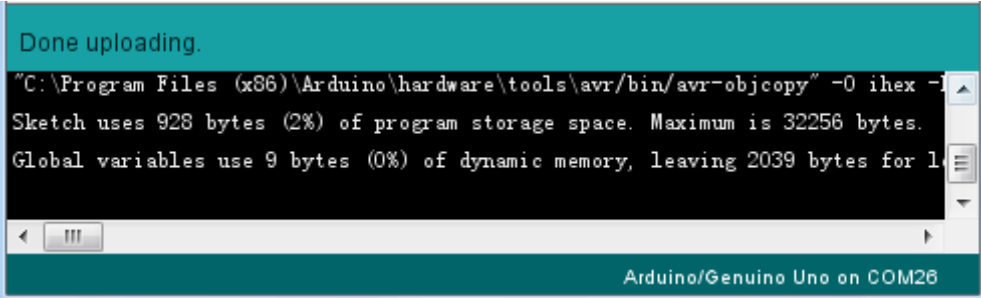 Done uploading.
"C:\Program Files (x86)\Arduino\hardware\tools\avr/bin/avr-objcopy" -O ihex
Sketch uses 928 bytes (2%) of program storage space. Maximum is 32256 bytes.
Global variables use 9 bytes (0%) of dynamic memory, leaving 2039 bytes for
Arduino/Genuino Uno on COM26